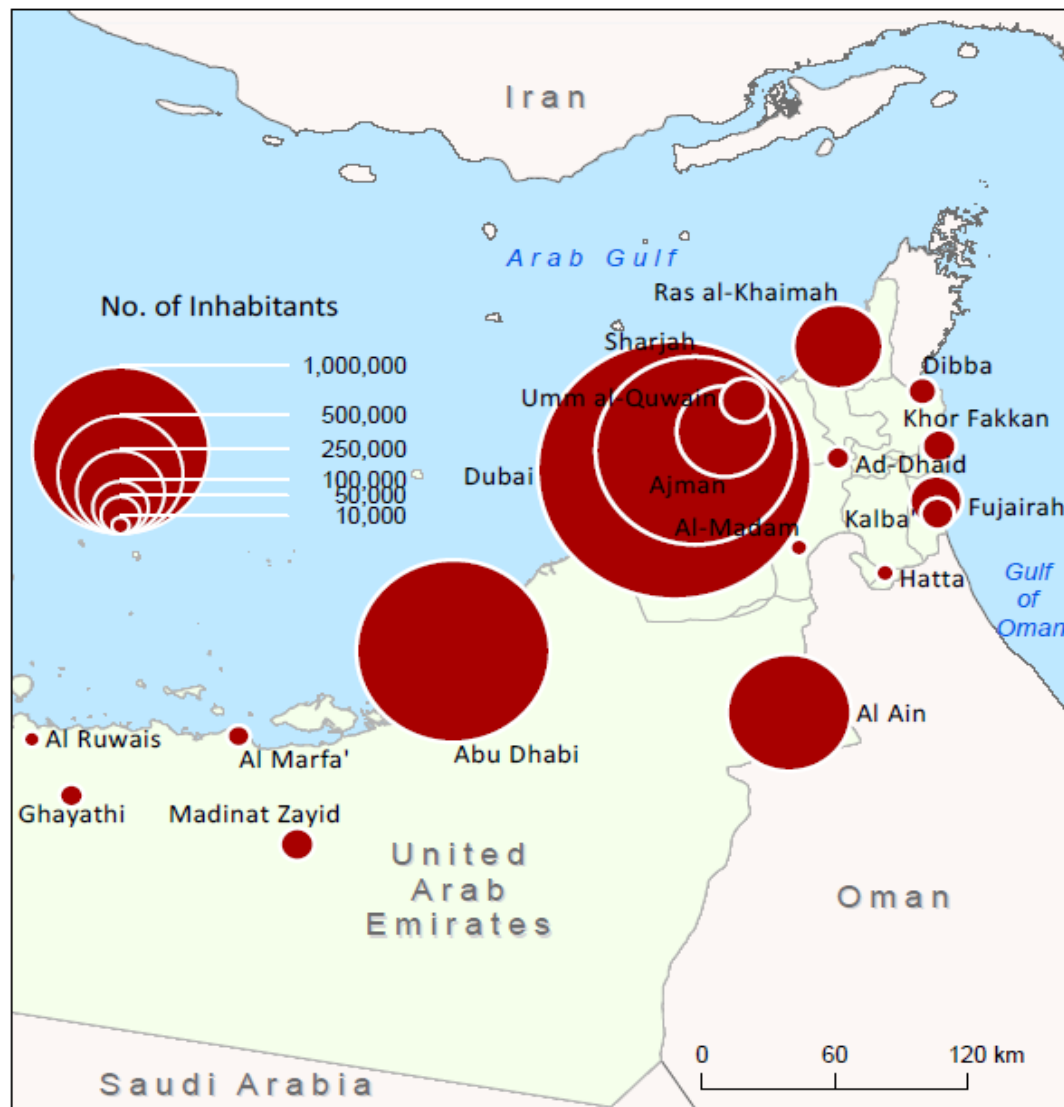 Iran
Arab Gulf
Ras al-Khaimah
No. of Inhabitants
Sharjah
1,000,000
Dibba
Umm al-Quwain
500,000
Khor Fakkan
250,000
Ad-Dhaid
Dubai
100,000
Ajman
50,000
Fujairah
10,000
Kalba'
Al-Madam
Hatta
Gulf
of
Oman
Al Ain
Al Ruwais
Al Marfa'
Abu Dhabi
Ghayathi
Madinat Zayid
United
Arab
Emirates
Oman
0 60 120 km
Saudi Arabia